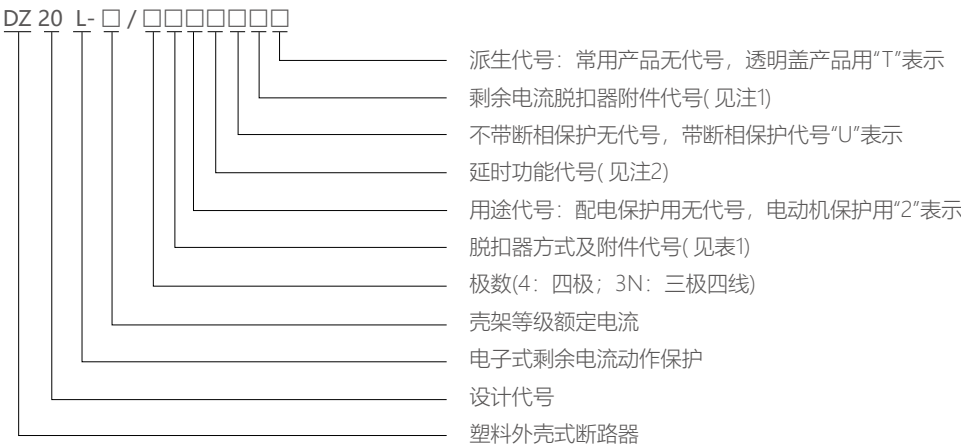 DZ 20 L- □ / □□□□□□□
派生代号：常用产品无代号，透明盖产品用“T”表示
剩余电流脱扣器附件代号( 见注1)
不带断相保护无代号，带断相保护代号“U”表示
延时功能代号( 见注2)
用途代号：配电保护用无代号，电动机保护用“2”表示
脱扣器方式及附件代号( 见表1)
极数(4：四极；3N：三极四线)
壳架等级额定电流
电子式剩余电流动作保护
设计代号
塑料外壳式断路器